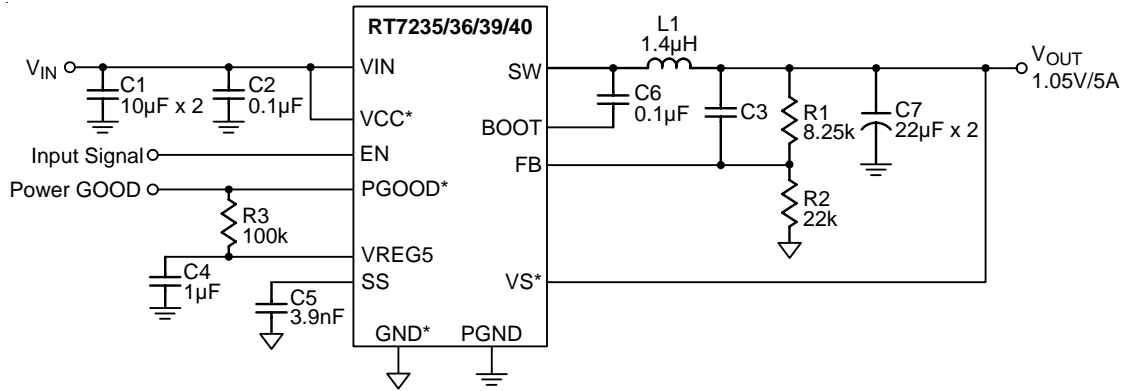 RT7235/36/39/40
VIN
VIN
C1
10µF x 2
C2
0.1µF
VCC*
Input Signal
EN
Power GOOD
PGOOD*
R3
100k
VREG5
C4
1µF
SS
C5
3.9nF
GND*
PGND
SW
BOOT
FB
VS*
L1
1.4µH
C6
0.1µF
C3
R1
8.25k
R2
22k
C7
22µF x 2
VOUT
1.05V/5A